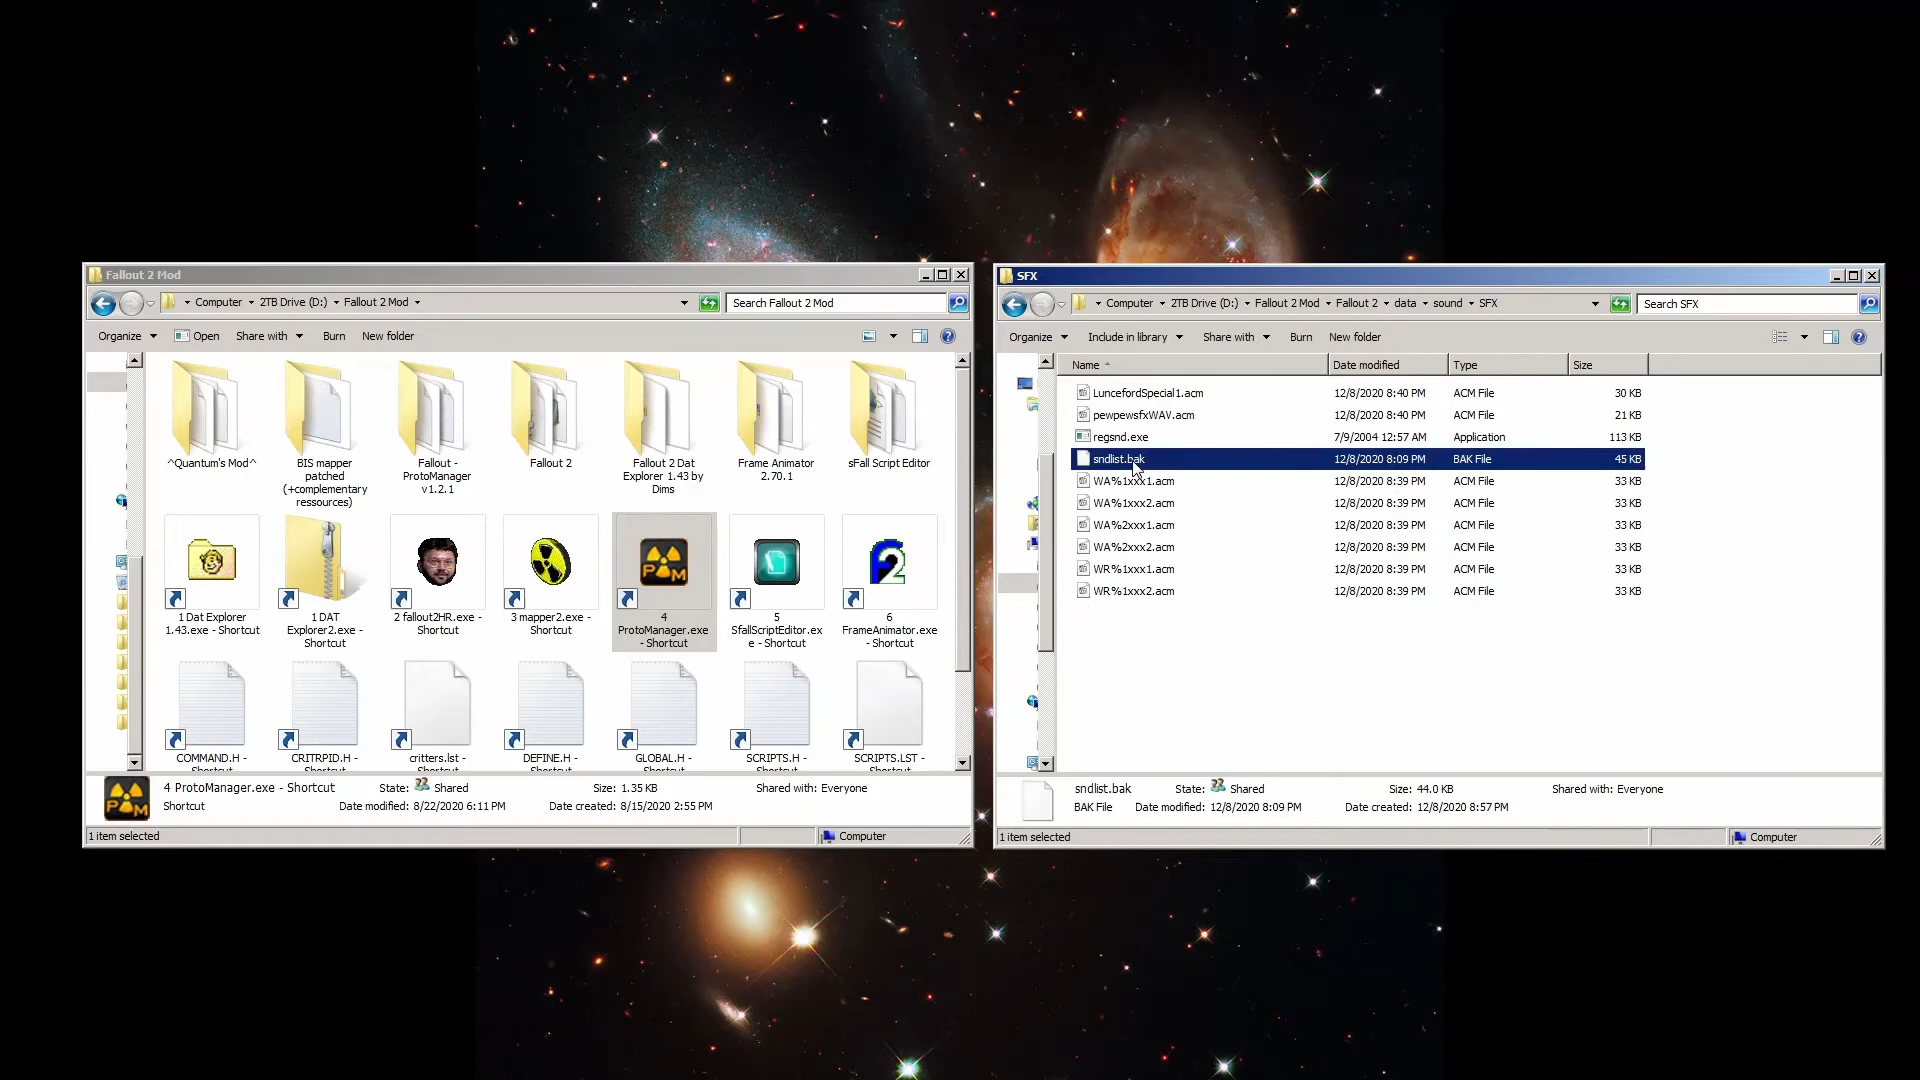 Fallout 2 Mod
Computer 2TB Drive (D:) Fallout 2 Mod
Search Fallout 2 Mod
Organize Open Share with Burn New folder
^Quantum's Mod^
BIS mapper
patched
(+complementary
ressources)
Fallout -
ProtoManager
v1.2.1
Fallout 2
Fallout 2 Dat
Explorer 1.43 by
Dims
Frame Animator
2.70.1
sFall Script Editor
1 Dat Explorer
1.43.exe - Shortcut
1 DAT
Explorer2.exe -
Shortcut
2 fallout2HR.exe -
Shortcut
3 mapper2.exe -
Shortcut
4
ProtoManager.exe
- Shortcut
5
SfallScriptEditor.ex
e - Shortcut
6
FrameAnimator.exe
- Shortcut
COMMAND.H -
Shortcut
CRITRPID.H -
Shortcut
critters.lst -
Shortcut
DEFINE.H -
Shortcut
GLOBAL.H -
Shortcut
SCRIPTS.H -
Shortcut
SCRIPTS.LST -
Shortcut
4 ProtoManager.exe - Shortcut State: Shared Size: 1.35 KB Shared with: Everyone
Shortcut Date modified: 8/22/2020 6:11 PM Date created: 8/15/2020 2:55 PM
1 item selected Computer
SFX
Computer 2TB Drive (D:) Fallout 2 Mod Fallout 2 data sound SFX
Search SFX
Organize Include in library Share with Burn New folder
Name Date modified Type Size
LuncefordSpecial1.acm 12/8/2020 8:40 PM ACM File 30 KB
pewpewsfxWAV.acm 12/8/2020 8:40 PM ACM File 21 KB
regsnd.exe 7/9/2004 12:57 AM Application 113 KB
sndlist.bak 12/8/2020 8:09 PM BAK File 45 KB
WA%1xxx1.acm 12/8/2020 8:39 PM ACM File 33 KB
WA%1xxx2.acm 12/8/2020 8:39 PM ACM File 33 KB
WA%2xxx1.acm 12/8/2020 8:39 PM ACM File 33 KB
WA%2xxx2.acm 12/8/2020 8:39 PM ACM File 33 KB
WR%1xxx1.acm 12/8/2020 8:39 PM ACM File 33 KB
WR%1xxx2.acm 12/8/2020 8:39 PM ACM File 33 KB
sndlist.bak State: Shared Size: 44.0 KB Shared with: Everyone
BAK File Date modified: 12/8/2020 8:09 PM Date created: 12/8/2020 8:57 PM
1 item selected Computer